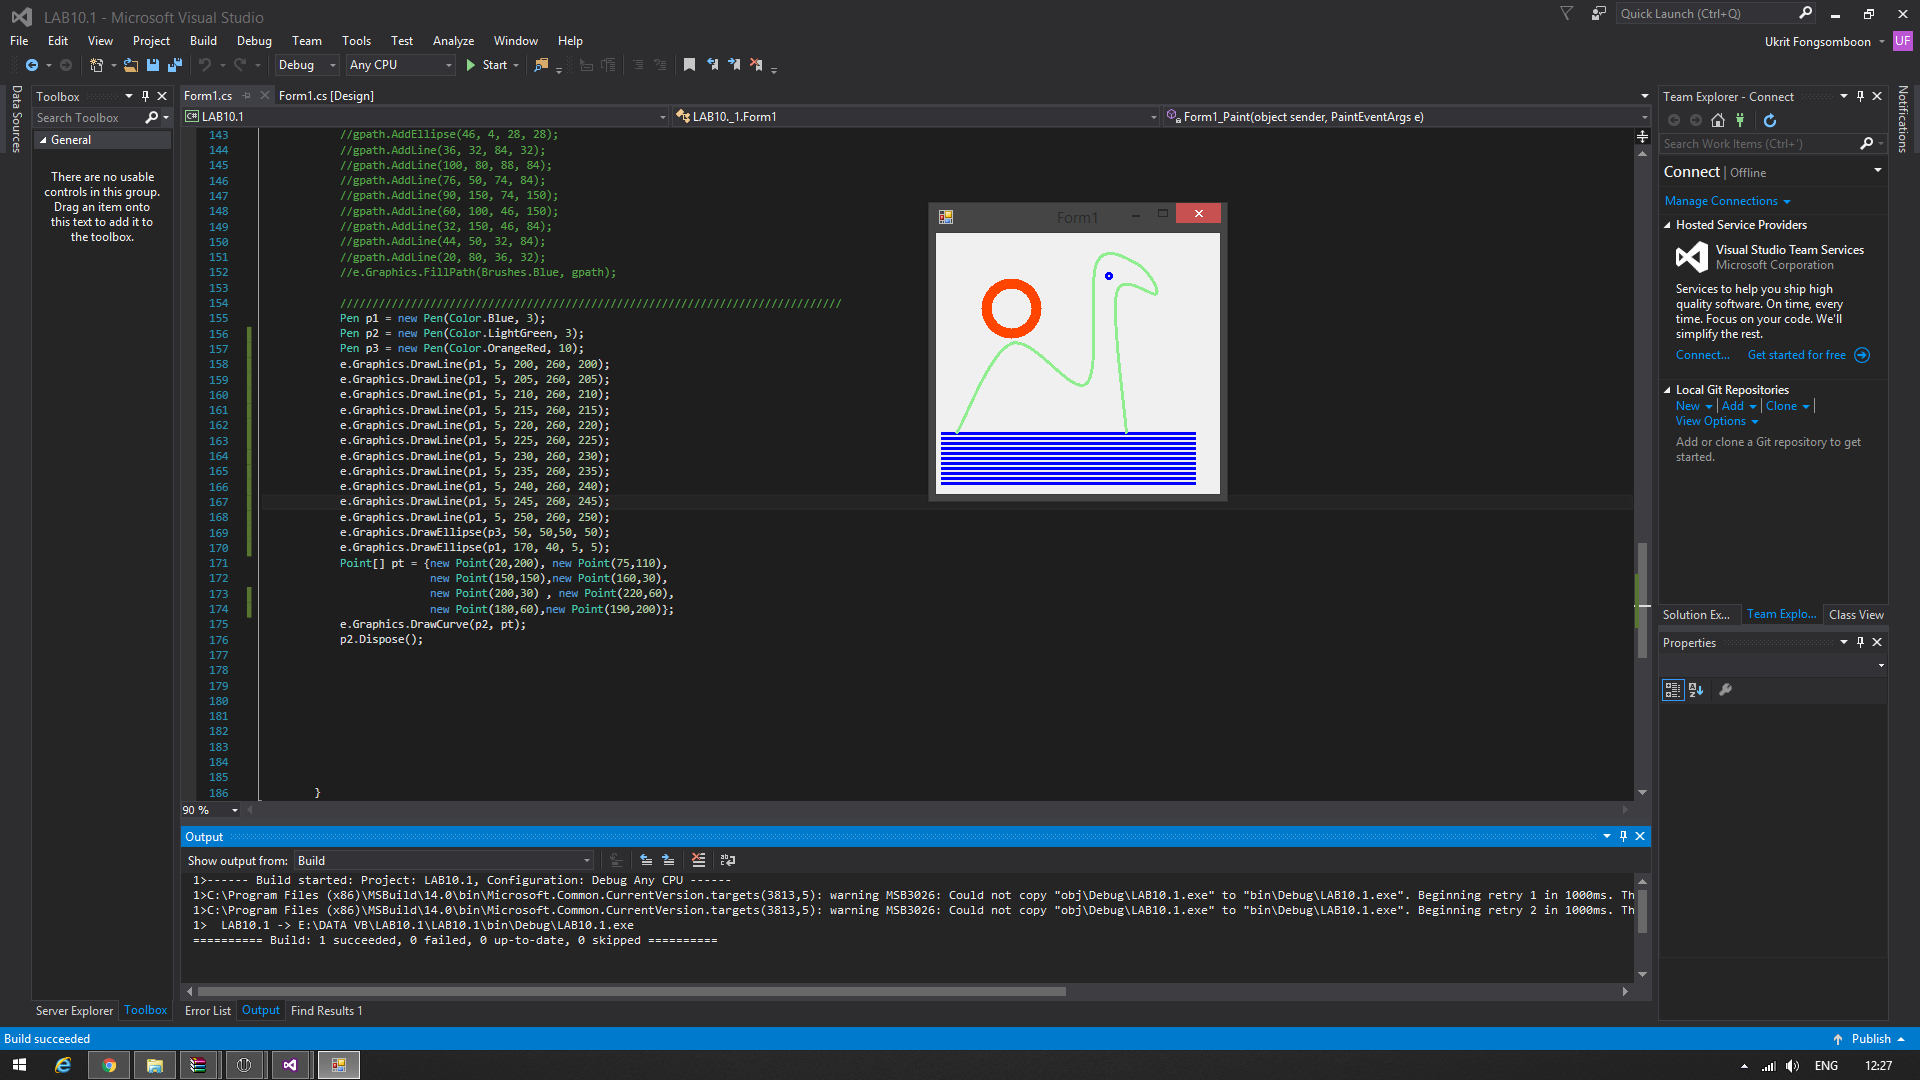 LAB10.1 - Microsoft Visual Studio
Quick Launch (Ctrl+Q)
File Edit View Project Build Debug Team Tools Test Analyze Window Help
Ukrit Fongsomboon UF
Debug Any CPU Start
Data Sources
Toolbox
Search Toolbox
General
There are no usable
controls in this group.
Drag an item onto
this text to add it to
the toolbox.
Form1.cs Form1.cs [Design]
LAB10.1 LAB10._1.Form1 Form1_Paint(object sender, PaintEventArgs e)
143 //gpath.AddEllipse(46, 4, 28, 28);
144 //gpath.AddLine(36, 32, 84, 32);
145 //gpath.AddLine(100, 80, 88, 84);
146 //gpath.AddLine(76, 50, 74, 84);
147 //gpath.AddLine(90, 150, 74, 150);
148 //gpath.AddLine(60, 100, 46, 150);
149 //gpath.AddLine(32, 150, 46, 84);
150 //gpath.AddLine(44, 50, 32, 84);
151 //gpath.AddLine(20, 80, 36, 32);
152 //e.Graphics.FillPath(Brushes.Blue, gpath);
153
154 //////////////////////////////////////////////////////////////////////////////
155 Pen p1 = new Pen(Color.Blue, 3);
156 Pen p2 = new Pen(Color.LightGreen, 3);
157 Pen p3 = new Pen(Color.OrangeRed, 10);
158 e.Graphics.DrawLine(p1, 5, 200, 260, 200);
159 e.Graphics.DrawLine(p1, 5, 205, 260, 205);
160 e.Graphics.DrawLine(p1, 5, 210, 260, 210);
161 e.Graphics.DrawLine(p1, 5, 215, 260, 215);
162 e.Graphics.DrawLine(p1, 5, 220, 260, 220);
163 e.Graphics.DrawLine(p1, 5, 225, 260, 225);
164 e.Graphics.DrawLine(p1, 5, 230, 260, 230);
165 e.Graphics.DrawLine(p1, 5, 235, 260, 235);
166 e.Graphics.DrawLine(p1, 5, 240, 260, 240);
167 e.Graphics.DrawLine(p1, 5, 245, 260, 245);
168 e.Graphics.DrawLine(p1, 5, 250, 260, 250);
169 e.Graphics.DrawEllipse(p3, 50, 50,50, 50);
170 e.Graphics.DrawEllipse(p1, 170, 40, 5, 5);
171 Point[] pt = {new Point(20,200), new Point(75,110),
172 new Point(150,150),new Point(160,30),
173 new Point(200,30) , new Point(220,60),
174 new Point(180,60),new Point(190,200)};
175 e.Graphics.DrawCurve(p2, pt);
176 p2.Dispose();
177
178
179
180
181
182
183
184
185
186 }
90 %
Form1
Team Explorer - Connect
Search Work Items (Ctrl+')
Connect | Offline
Manage Connections
Hosted Service Providers
Visual Studio Team Services
Microsoft Corporation
Services to help you ship high
quality software. On time, every
time. Focus on your code. We'll
simplify the rest.
Connect... Get started for free
Local Git Repositories
New | Add | Clone |
View Options
Add or clone a Git repository to get
started.
Solution Ex... Team Explo... Class View
Properties
Notifications
Output
Show output from: Build
1>------ Build started: Project: LAB10.1, Configuration: Debug Any CPU ------
1>C:\Program Files (x86)\MSBuild\14.0\bin\Microsoft.Common.CurrentVersion.targets(3813,5): warning MSB3026: Could not copy "obj\Debug\LAB10.1.exe" to "bin\Debug\LAB10.1.exe". Beginning retry 1 in 1000ms. Th
1>C:\Program Files (x86)\MSBuild\14.0\bin\Microsoft.Common.CurrentVersion.targets(3813,5): warning MSB3026: Could not copy "obj\Debug\LAB10.1.exe" to "bin\Debug\LAB10.1.exe". Beginning retry 2 in 1000ms. Th
1> LAB10.1 -> E:\DATA VB\LAB10.1\LAB10.1\bin\Debug\LAB10.1.exe
========== Build: 1 succeeded, 0 failed, 0 up-to-date, 0 skipped ==========
Server Explorer Toolbox Error List Output Find Results 1
Build succeeded
Publish
ENG 12:27